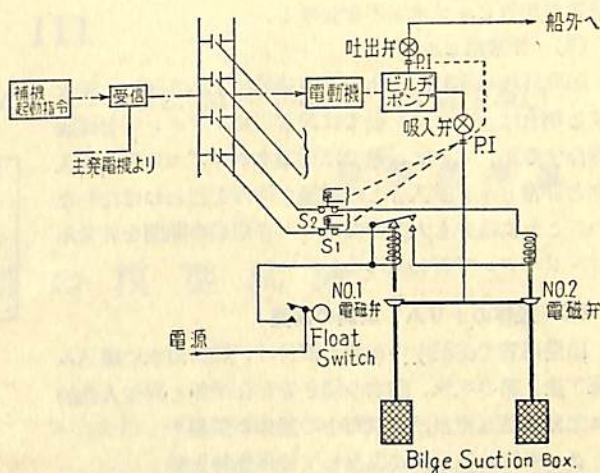 船外へ
吐出弁
P.I
補機
起動指令
受信
電動機
ビルヂ
ポンプ
吸入弁
P.I
主発電機より
S2
S1
NO.1
電磁弁
NO.2
電磁弁
Float
Switch
電源
Bilge Suction Box